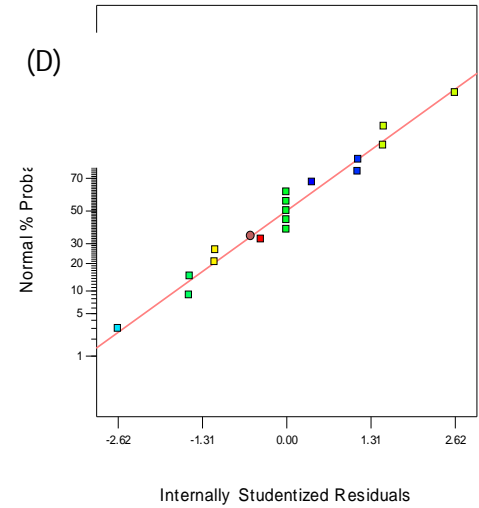 (D)
Normal % Proba
70
50
30
20
10
5
1
-2.62 -1.31 0.00 1.31 2.62
Internally Studentized Residuals